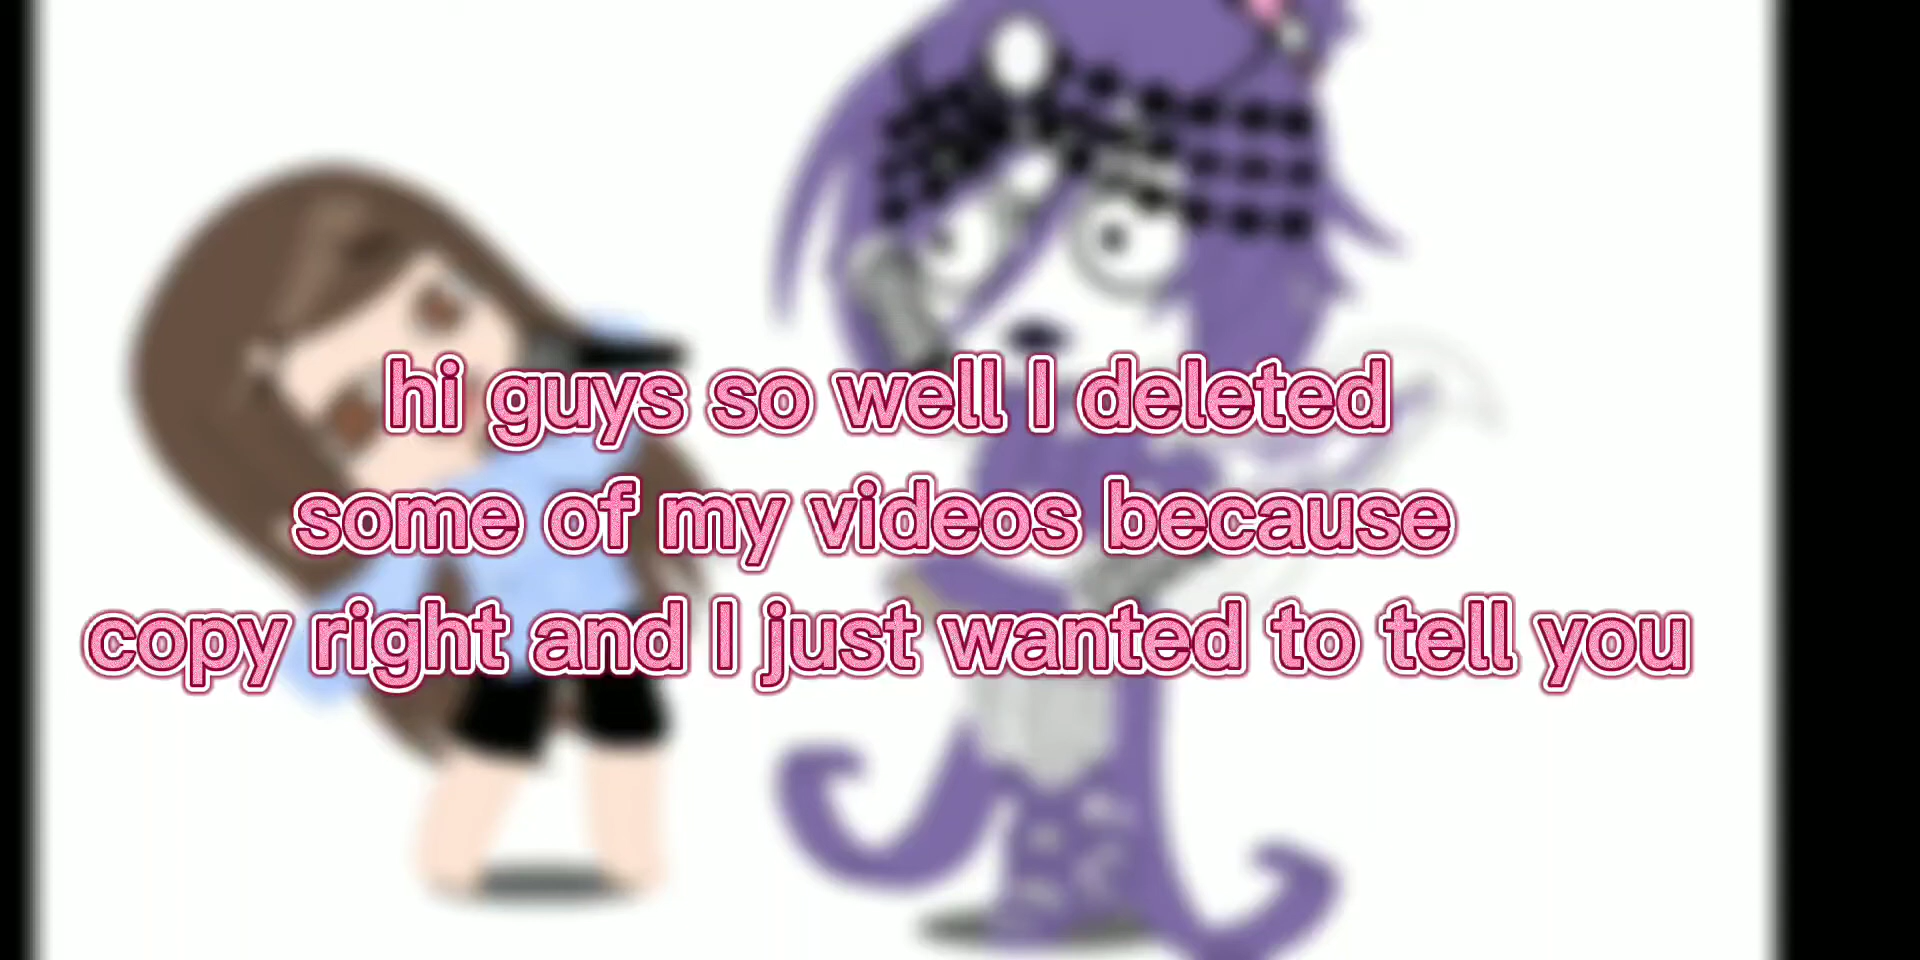 hi guys so well I deleted
some of my videos because
copy right and I just wanted to tell you